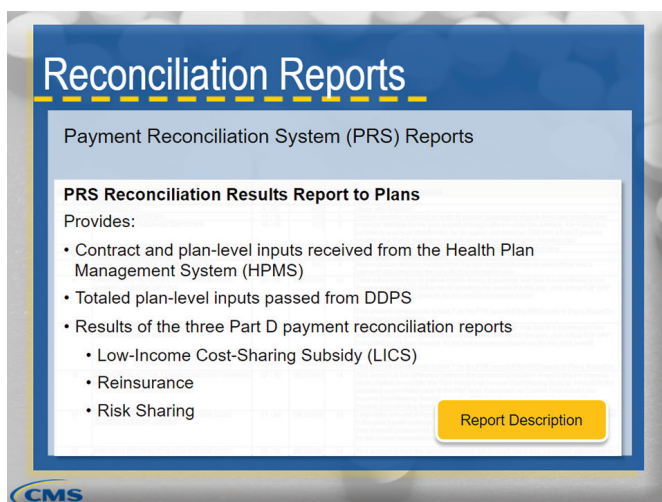 Reconciliation Reports
Payment Reconciliation System (PRS) Reports
PRS Reconciliation Results Report to Plans
Provides:
• Contract and plan-level inputs received from the Health Plan
Management System (HPMS)
• Totaled plan-level inputs passed from DDPS
• Results of the three Part D payment reconciliation reports
• Low-Income Cost-Sharing Subsidy (LICS)
• Reinsurance
• Risk Sharing
Report Description
CMS